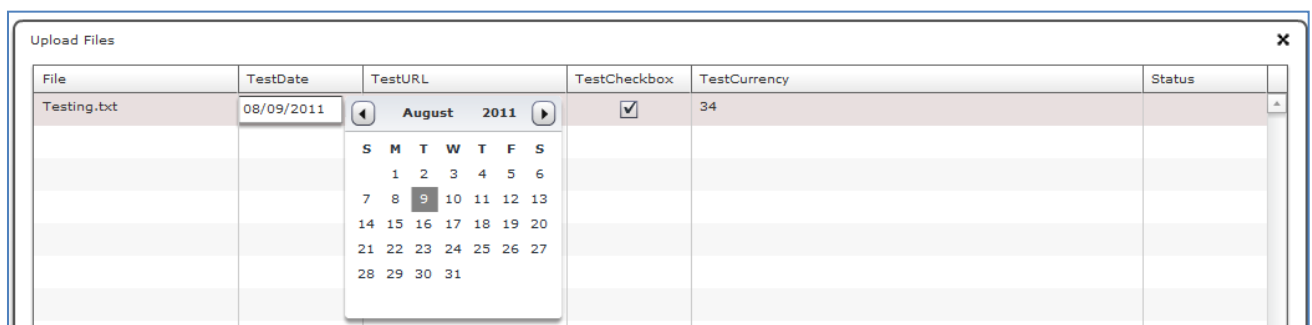 Upload Files
File TestDate TestURL TestCheckbox TestCurrency Status
Testing.txt 08/09/2011 August 2011 34
S M T W T F S
1 2 3 4 5 6
7 8 9 10 11 12 13
14 15 16 17 18 19 20
21 22 23 24 25 26 27
28 29 30 31